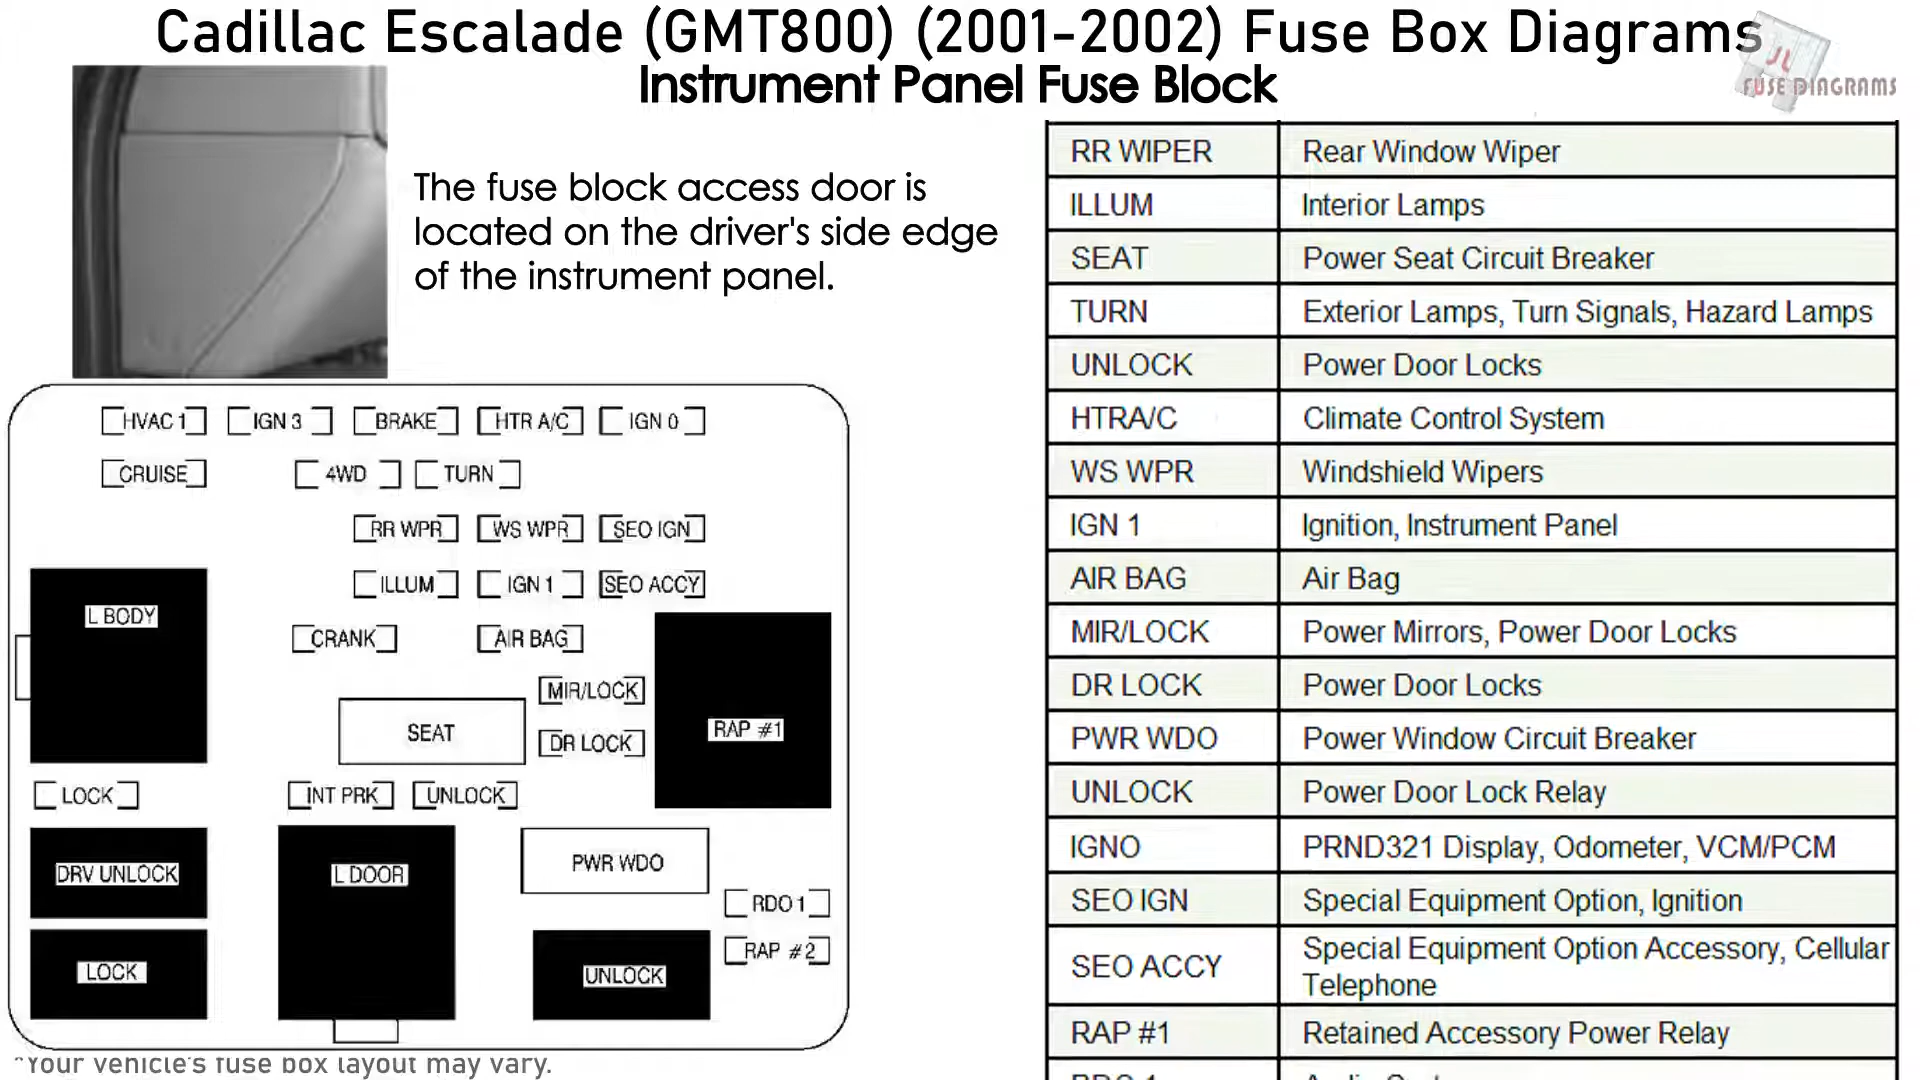 Cadillac Escalade (GMT800) (2001-2002) Fuse Box Diagrams
Instrument Panel Fuse Block
JL
FUSE DIAGRAMS
The fuse block access door is
located on the driver's side edge
of the instrument panel.
HVAC 1 IGN 3 BRAKE HTR A/C IGN 0
CRUISE 4WD TURN
RR WPR WS WPR SEO IGN
ILLUM IGN 1 SEO ACCY
L BODY
CRANK AIR BAG
MIR/LOCK
SEAT
RAP #1
DR LOCK
LOCK INT PRK UNLOCK
PWR WDO
DRV UNLOCK L DOOR
RDO 1
RAP #2
LOCK UNLOCK
*Your vehicle's fuse box layout may vary.
RR WIPER Rear Window Wiper
ILLUM Interior Lamps
SEAT Power Seat Circuit Breaker
TURN Exterior Lamps, Turn Signals, Hazard Lamps
UNLOCK Power Door Locks
HTRA/C Climate Control System
WS WPR Windshield Wipers
IGN 1 Ignition, Instrument Panel
AIR BAG Air Bag
MIR/LOCK Power Mirrors, Power Door Locks
DR LOCK Power Door Locks
PWR WDO Power Window Circuit Breaker
UNLOCK Power Door Lock Relay
IGNO PRND321 Display, Odometer, VCM/PCM
SEO IGN Special Equipment Option, Ignition
SEO ACCY Special Equipment Option Accessory, Cellular
Telephone
RAP #1 Retained Accessory Power Relay